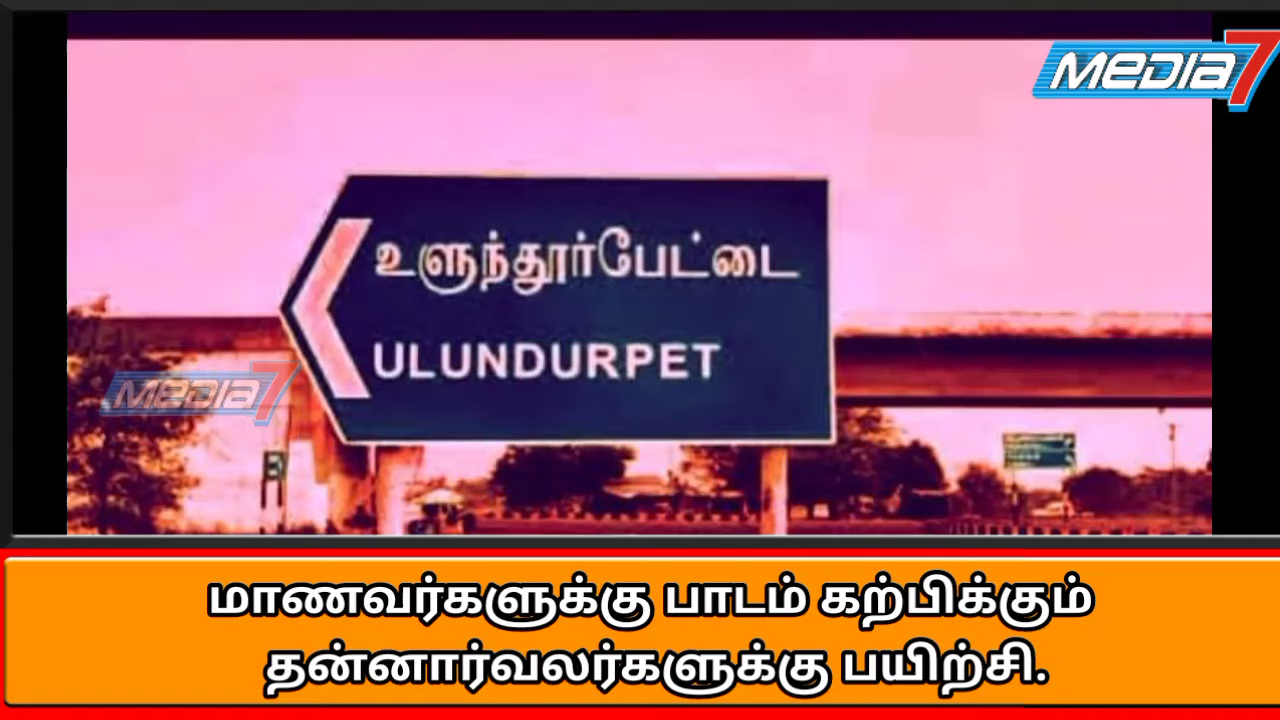 MEDIA7
உளுந்தூர்பேட்டை
ULUNDURPET
MEDIA7
மாணவர்களுக்கு பாடம் கற்பிக்கும்
தன்னார்வலர்களுக்கு பயிற்சி.